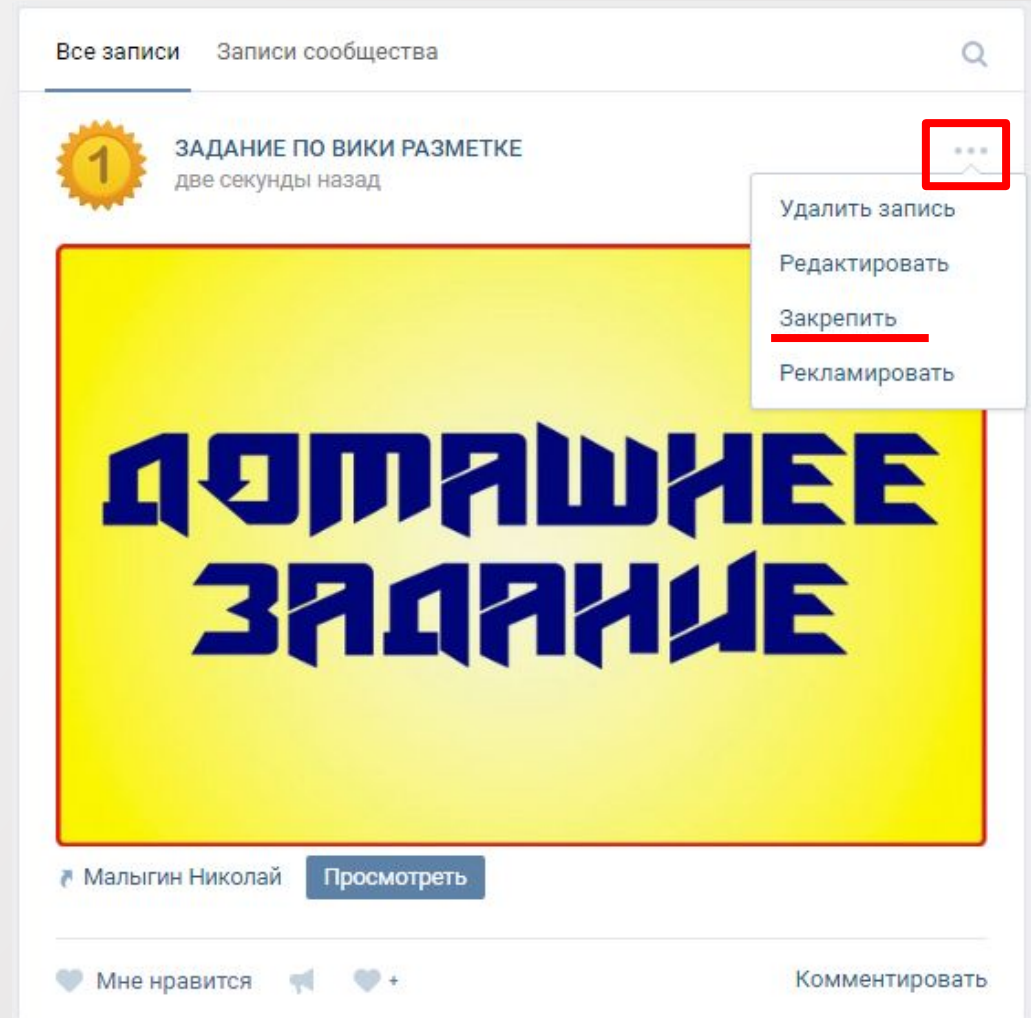 Все записи Записи сообщества
1
ЗАДАНИЕ ПО ВИКИ РАЗМЕТКЕ
две секунды назад
Удалить запись
Редактировать
Закрепить
Рекламировать
ДОМАШНЕЕ
ЗАДАНИЕ
Малыгин Николай Просмотреть
Мне нравится + Комментировать